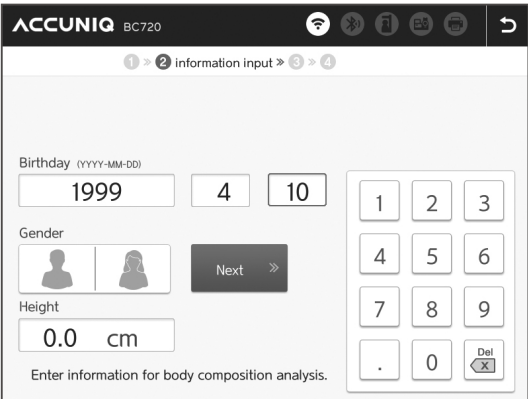 ACCUNIQ BC720
1 » 2 information input » 3 » 4
Birthday (YYYY-MM-DD)
1999 4 10
Gender
Next »
Height
0.0 cm
Enter information for body composition analysis.
1 2 3
4 5 6
7 8 9
. 0 Del
X